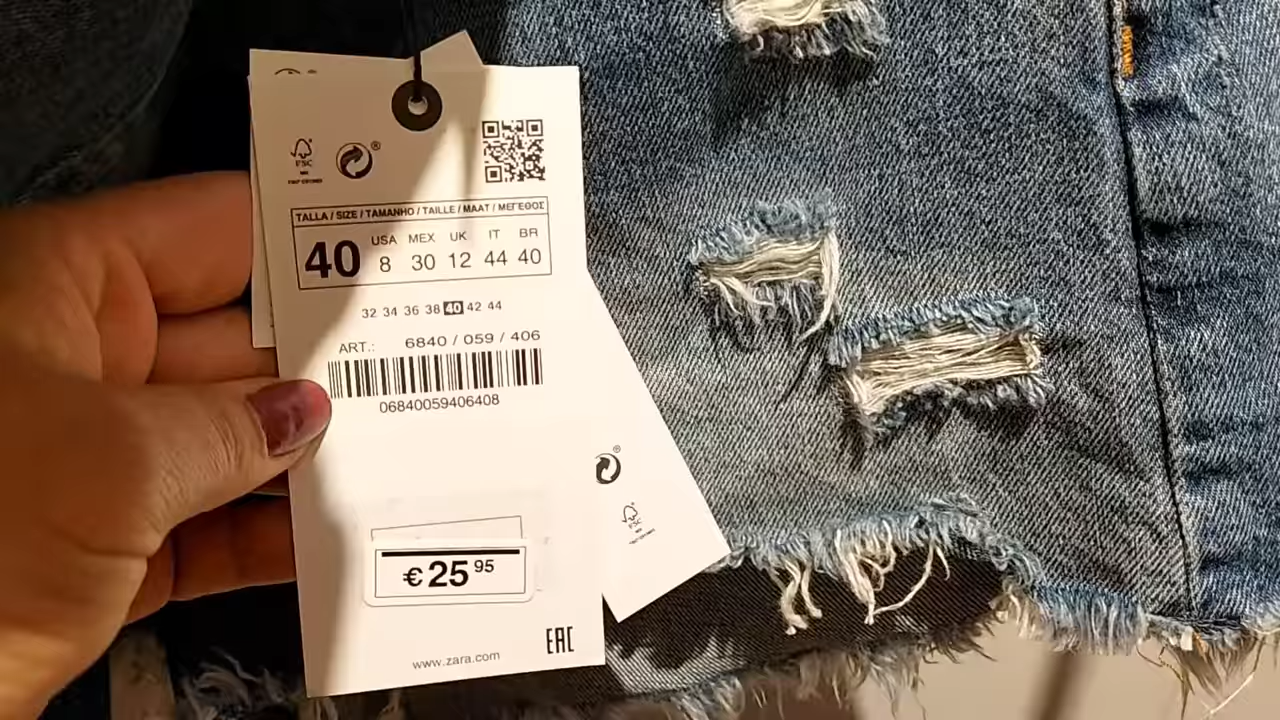 FSC
®
TALLA / SIZE / TAMANHO / TAILLE / MAAT / ΜΕΓΕΘΟΣ
USA MEX UK IT BR
40 8 30 12 44 40
32 34 36 38 40 42 44
ART.: 6840 / 059 / 406
06840059406408
€ 25 95
www.zara.com
EAC
®
FSC